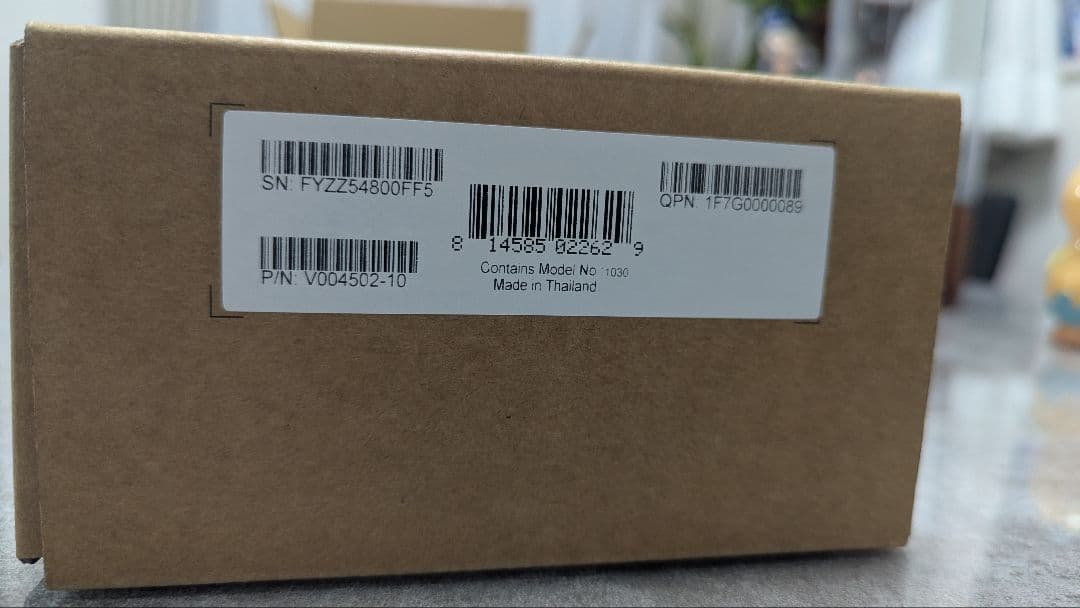 SN: FYZZ54800FF5
QPN: 1F7G0000089
8 14585 02262 9
P/N: V004502-10
Contains Model No :1030
Made in Thailand